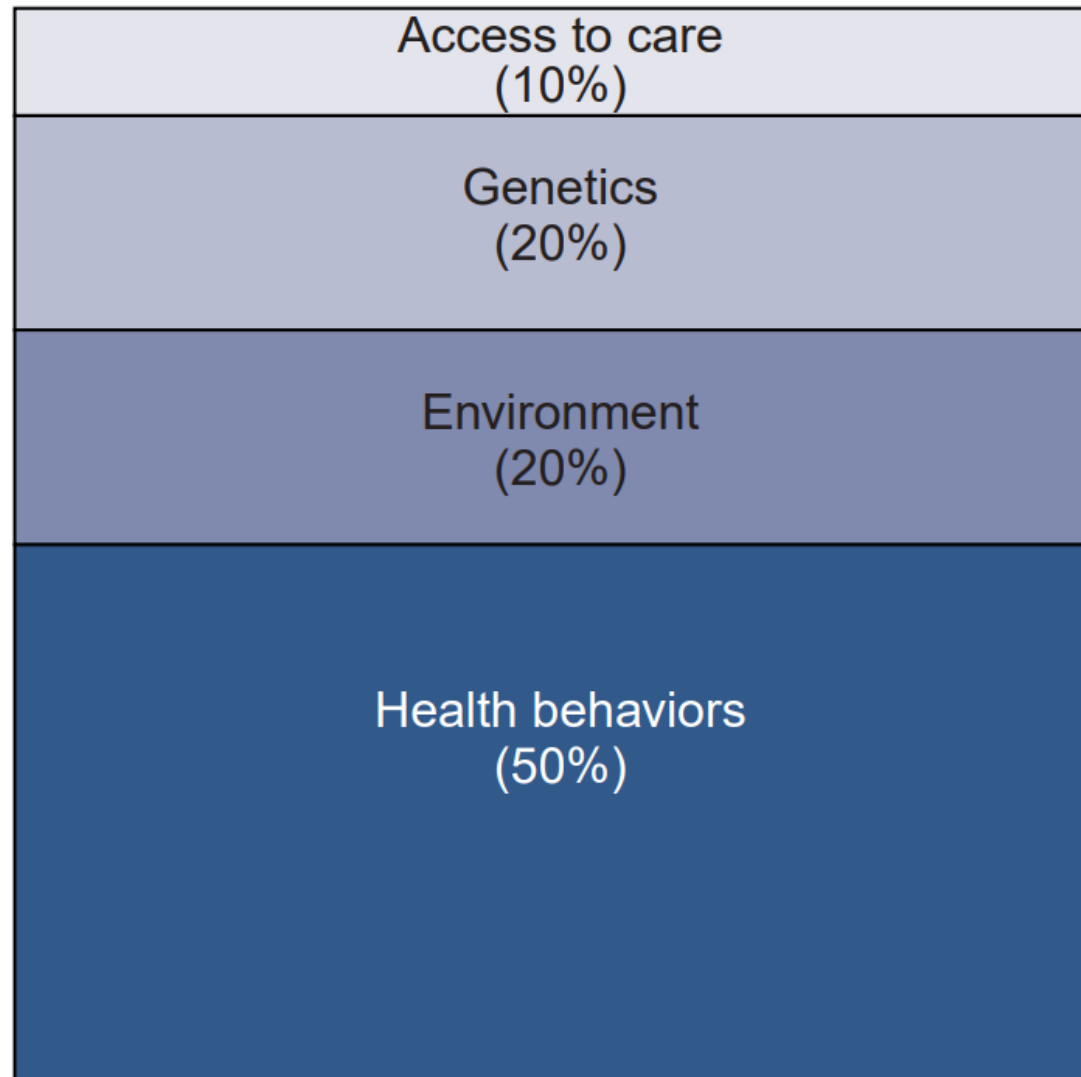 Access to care
(10%)
Genetics
(20%)
Environment
(20%)
Health behaviors
(50%)